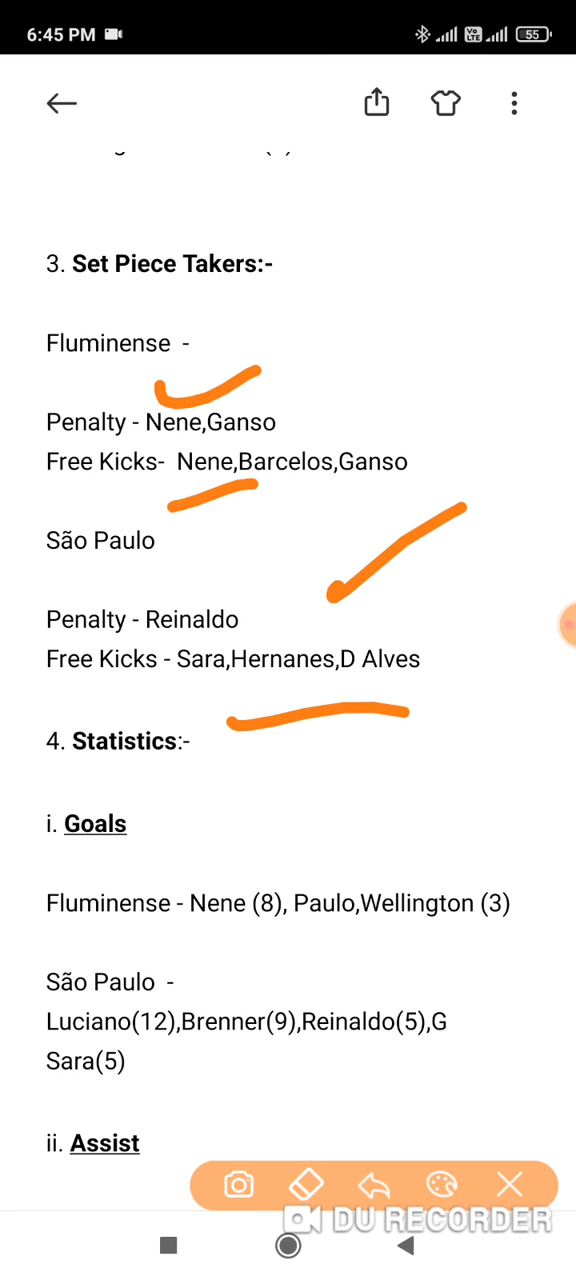 6:45 PM
Vo LTE
55
3. Set Piece Takers:-
Fluminense -
Penalty - Nene,Ganso
Free Kicks- Nene,Barcelos,Ganso
São Paulo
Penalty - Reinaldo
Free Kicks - Sara,Hernanes,D Alves
4. Statistics:-
i. Goals
Fluminense - Nene (8), Paulo,Wellington (3)
São Paulo -
Luciano(12),Brenner(9),Reinaldo(5),G
Sara(5)
ii. Assist
DU RECORDER